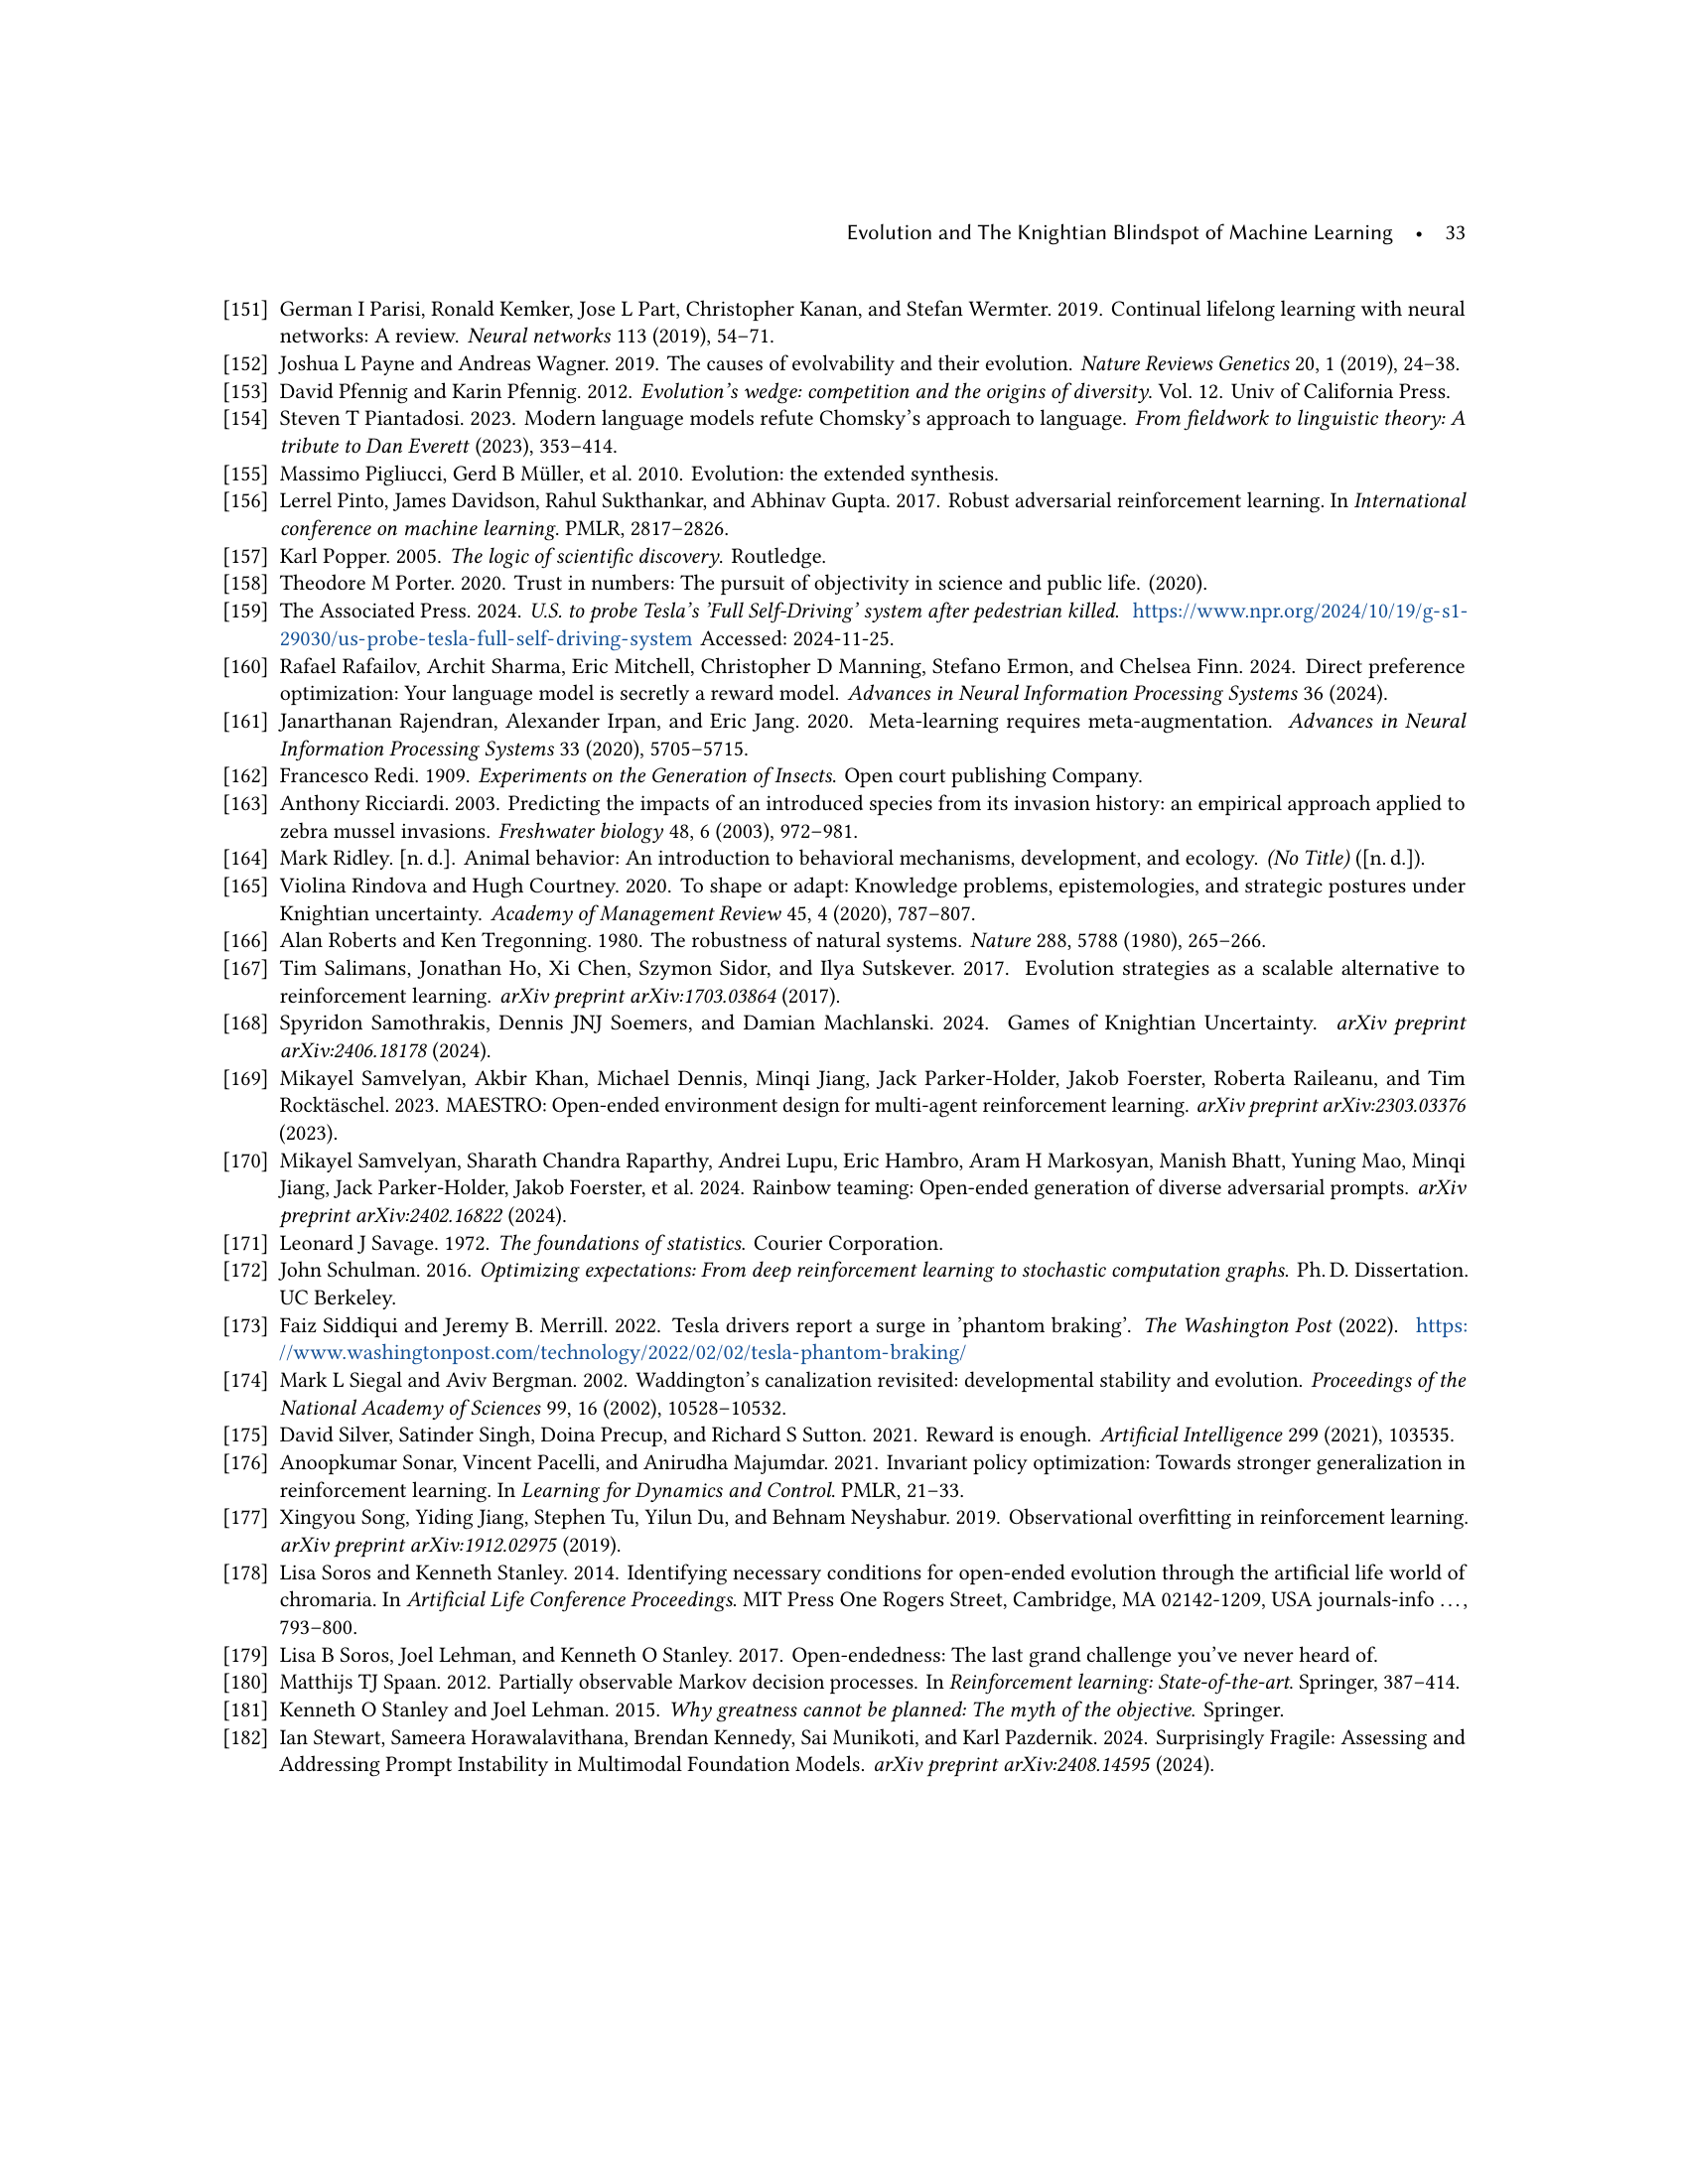 Evolution and The Knightian Blindspot of Machine Learning • 33
[151] German I Parisi, Ronald Kemker, Jose L Part, Christopher Kanan, and Stefan Wermter. 2019. Continual lifelong learning with neural
networks: A review. Neural networks 113 (2019), 54–71.
[152] Joshua L Payne and Andreas Wagner. 2019. The causes of evolvability and their evolution. Nature Reviews Genetics 20, 1 (2019), 24–38.
[153] David Pfennig and Karin Pfennig. 2012. Evolution's wedge: competition and the origins of diversity. Vol. 12. Univ of California Press.
[154] Steven T Piantadosi. 2023. Modern language models refute Chomsky's approach to language. From fieldwork to linguistic theory: A
tribute to Dan Everett (2023), 353–414.
[155] Massimo Pigliucci, Gerd B Müller, et al. 2010. Evolution: the extended synthesis.
[156] Lerrel Pinto, James Davidson, Rahul Sukthankar, and Abhinav Gupta. 2017. Robust adversarial reinforcement learning. In International
conference on machine learning. PMLR, 2817–2826.
[157] Karl Popper. 2005. The logic of scientific discovery. Routledge.
[158] Theodore M Porter. 2020. Trust in numbers: The pursuit of objectivity in science and public life. (2020).
[159] The Associated Press. 2024. U.S. to probe Tesla's 'Full Self-Driving' system after pedestrian killed. https://www.npr.org/2024/10/19/g-s1-
29030/us-probe-tesla-full-self-driving-system Accessed: 2024-11-25.
[160] Rafael Rafailov, Archit Sharma, Eric Mitchell, Christopher D Manning, Stefano Ermon, and Chelsea Finn. 2024. Direct preference
optimization: Your language model is secretly a reward model. Advances in Neural Information Processing Systems 36 (2024).
[161] Janarthanan Rajendran, Alexander Irpan, and Eric Jang. 2020. Meta-learning requires meta-augmentation. Advances in Neural
Information Processing Systems 33 (2020), 5705–5715.
[162] Francesco Redi. 1909. Experiments on the Generation of Insects. Open court publishing Company.
[163] Anthony Ricciardi. 2003. Predicting the impacts of an introduced species from its invasion history: an empirical approach applied to
zebra mussel invasions. Freshwater biology 48, 6 (2003), 972–981.
[164] Mark Ridley. [n. d.]. Animal behavior: An introduction to behavioral mechanisms, development, and ecology. (No Title) ([n. d.]).
[165] Violina Rindova and Hugh Courtney. 2020. To shape or adapt: Knowledge problems, epistemologies, and strategic postures under
Knightian uncertainty. Academy of Management Review 45, 4 (2020), 787–807.
[166] Alan Roberts and Ken Tregonning. 1980. The robustness of natural systems. Nature 288, 5788 (1980), 265–266.
[167] Tim Salimans, Jonathan Ho, Xi Chen, Szymon Sidor, and Ilya Sutskever. 2017. Evolution strategies as a scalable alternative to
reinforcement learning. arXiv preprint arXiv:1703.03864 (2017).
[168] Spyridon Samothrakis, Dennis JNJ Soemers, and Damian Machlanski. 2024. Games of Knightian Uncertainty. arXiv preprint
arXiv:2406.18178 (2024).
[169] Mikayel Samvelyan, Akbir Khan, Michael Dennis, Minqi Jiang, Jack Parker-Holder, Jakob Foerster, Roberta Raileanu, and Tim
Rocktäschel. 2023. MAESTRO: Open-ended environment design for multi-agent reinforcement learning. arXiv preprint arXiv:2303.03376
(2023).
[170] Mikayel Samvelyan, Sharath Chandra Raparthy, Andrei Lupu, Eric Hambro, Aram H Markosyan, Manish Bhatt, Yuning Mao, Minqi
Jiang, Jack Parker-Holder, Jakob Foerster, et al. 2024. Rainbow teaming: Open-ended generation of diverse adversarial prompts. arXiv
preprint arXiv:2402.16822 (2024).
[171] Leonard J Savage. 1972. The foundations of statistics. Courier Corporation.
[172] John Schulman. 2016. Optimizing expectations: From deep reinforcement learning to stochastic computation graphs. Ph. D. Dissertation.
UC Berkeley.
[173] Faiz Siddiqui and Jeremy B. Merrill. 2022. Tesla drivers report a surge in 'phantom braking'. The Washington Post (2022). https:
//www.washingtonpost.com/technology/2022/02/02/tesla-phantom-braking/
[174] Mark L Siegal and Aviv Bergman. 2002. Waddington's canalization revisited: developmental stability and evolution. Proceedings of the
National Academy of Sciences 99, 16 (2002), 10528–10532.
[175] David Silver, Satinder Singh, Doina Precup, and Richard S Sutton. 2021. Reward is enough. Artificial Intelligence 299 (2021), 103535.
[176] Anoopkumar Sonar, Vincent Pacelli, and Anirudha Majumdar. 2021. Invariant policy optimization: Towards stronger generalization in
reinforcement learning. In Learning for Dynamics and Control. PMLR, 21–33.
[177] Xingyou Song, Yiding Jiang, Stephen Tu, Yilun Du, and Behnam Neyshabur. 2019. Observational overfitting in reinforcement learning.
arXiv preprint arXiv:1912.02975 (2019).
[178] Lisa Soros and Kenneth Stanley. 2014. Identifying necessary conditions for open-ended evolution through the artificial life world of
chromaria. In Artificial Life Conference Proceedings. MIT Press One Rogers Street, Cambridge, MA 02142-1209, USA journals-info . . . ,
793–800.
[179] Lisa B Soros, Joel Lehman, and Kenneth O Stanley. 2017. Open-endedness: The last grand challenge you've never heard of.
[180] Matthijs TJ Spaan. 2012. Partially observable Markov decision processes. In Reinforcement learning: State-of-the-art. Springer, 387–414.
[181] Kenneth O Stanley and Joel Lehman. 2015. Why greatness cannot be planned: The myth of the objective. Springer.
[182] Ian Stewart, Sameera Horawalavithana, Brendan Kennedy, Sai Munikoti, and Karl Pazdernik. 2024. Surprisingly Fragile: Assessing and
Addressing Prompt Instability in Multimodal Foundation Models. arXiv preprint arXiv:2408.14595 (2024).